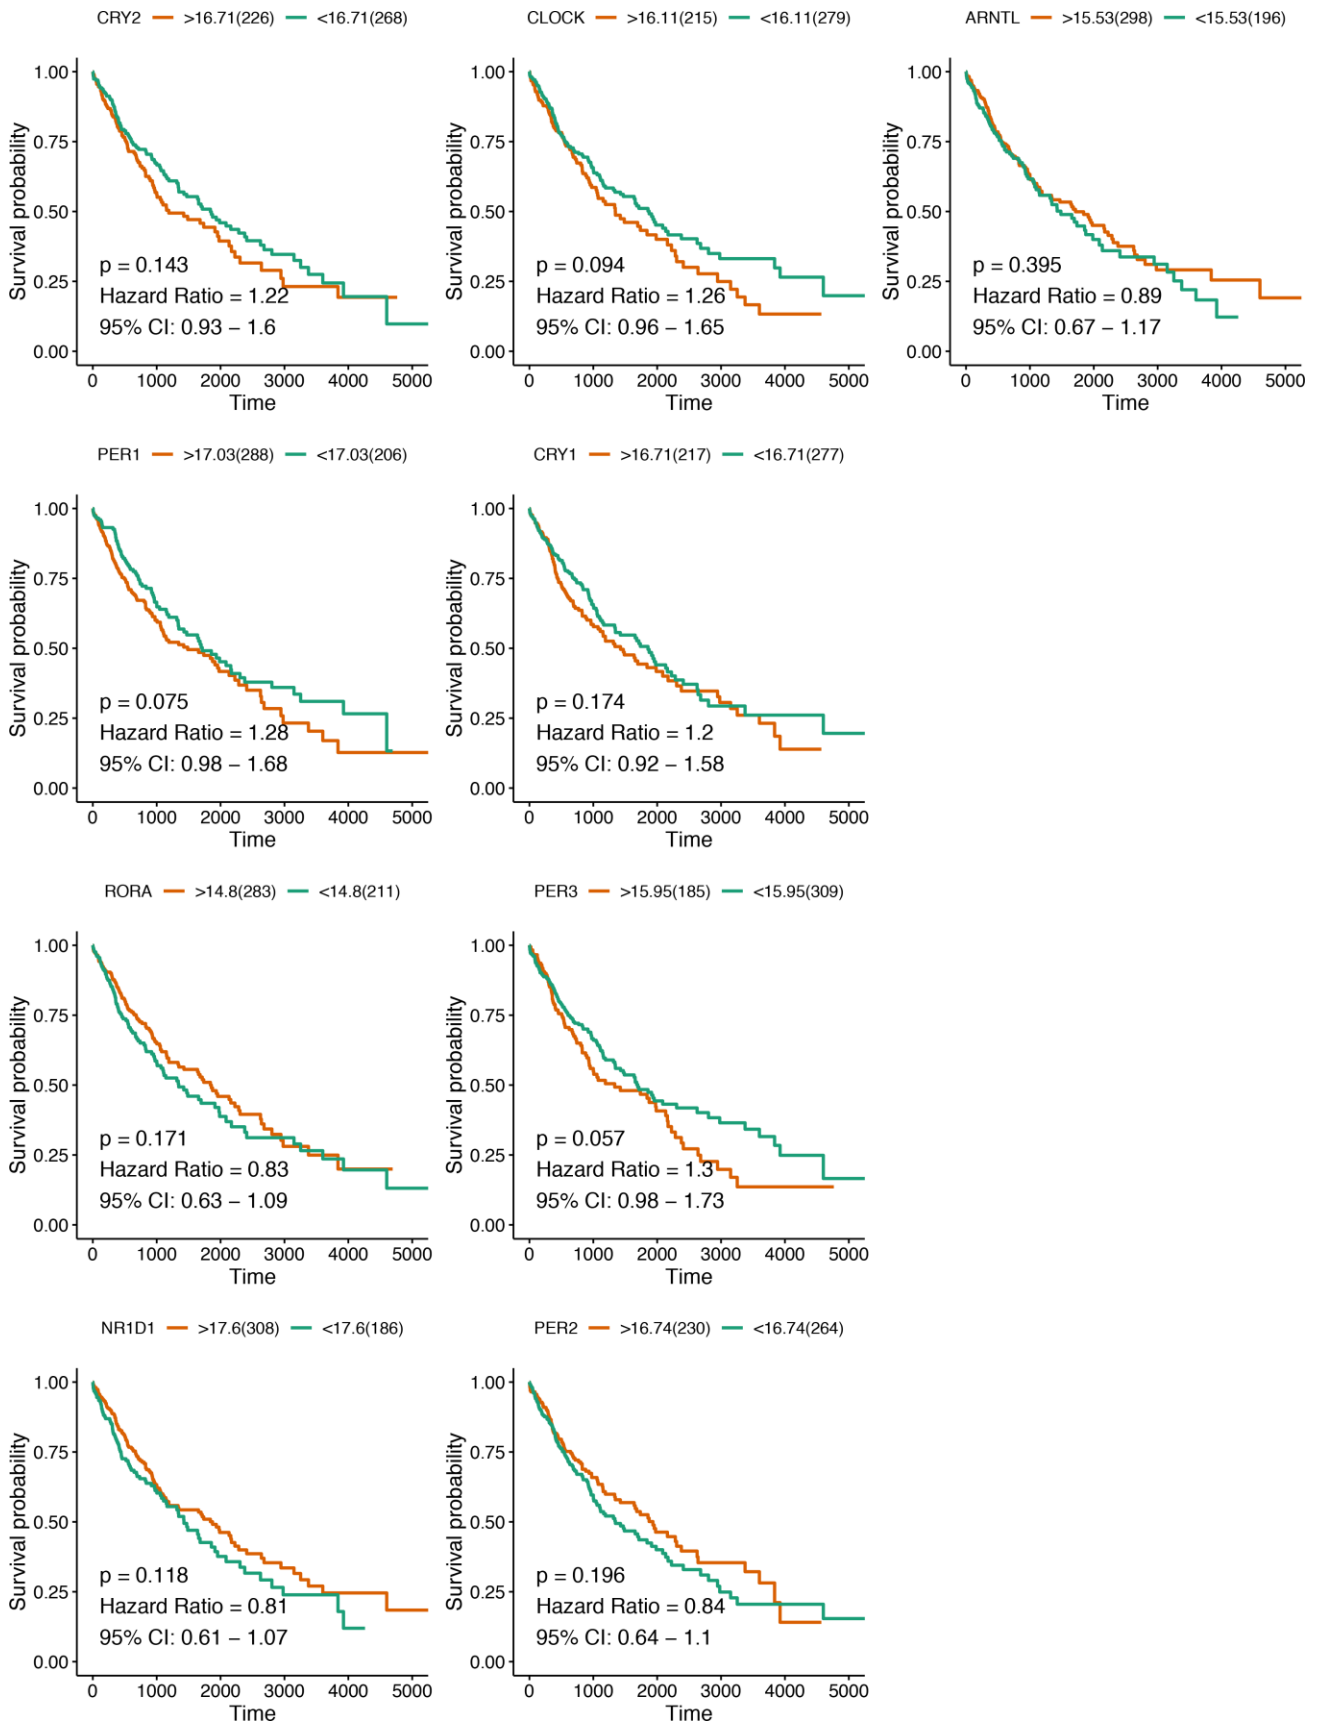 CRY2 >16.71(226) <16.71(268)
Survival probability
1.00
0.75
0.50
0.25
0.00
p = 0.143
Hazard Ratio = 1.22
95% CI: 0.93 – 1.6
0 1000 2000 3000 4000 5000
Time
CLOCK >16.11(215) <16.11(279)
Survival probability
1.00
0.75
0.50
0.25
0.00
p = 0.094
Hazard Ratio = 1.26
95% CI: 0.96 – 1.65
0 1000 2000 3000 4000 5000
Time
ARNTL >15.53(298) <15.53(196)
Survival probability
1.00
0.75
0.50
0.25
0.00
p = 0.395
Hazard Ratio = 0.89
95% CI: 0.67 – 1.17
0 1000 2000 3000 4000 5000
Time
PER1 >17.03(288) <17.03(206)
Survival probability
1.00
0.75
0.50
0.25
0.00
p = 0.075
Hazard Ratio = 1.28
95% CI: 0.98 – 1.68
0 1000 2000 3000 4000 5000
Time
CRY1 >16.71(217) <16.71(277)
Survival probability
1.00
0.75
0.50
0.25
0.00
p = 0.174
Hazard Ratio = 1.2
95% CI: 0.92 – 1.58
0 1000 2000 3000 4000 5000
Time
RORA >14.8(283) <14.8(211)
Survival probability
1.00
0.75
0.50
0.25
0.00
p = 0.171
Hazard Ratio = 0.83
95% CI: 0.63 – 1.09
0 1000 2000 3000 4000 5000
Time
PER3 >15.95(185) <15.95(309)
Survival probability
1.00
0.75
0.50
0.25
0.00
p = 0.057
Hazard Ratio = 1.3
95% CI: 0.98 – 1.73
0 1000 2000 3000 4000 5000
Time
NR1D1 >17.6(308) <17.6(186)
Survival probability
1.00
0.75
0.50
0.25
0.00
p = 0.118
Hazard Ratio = 0.81
95% CI: 0.61 – 1.07
0 1000 2000 3000 4000 5000
Time
PER2 >16.74(230) <16.74(264)
Survival probability
1.00
0.75
0.50
0.25
0.00
p = 0.196
Hazard Ratio = 0.84
95% CI: 0.64 – 1.1
0 1000 2000 3000 4000 5000
Time